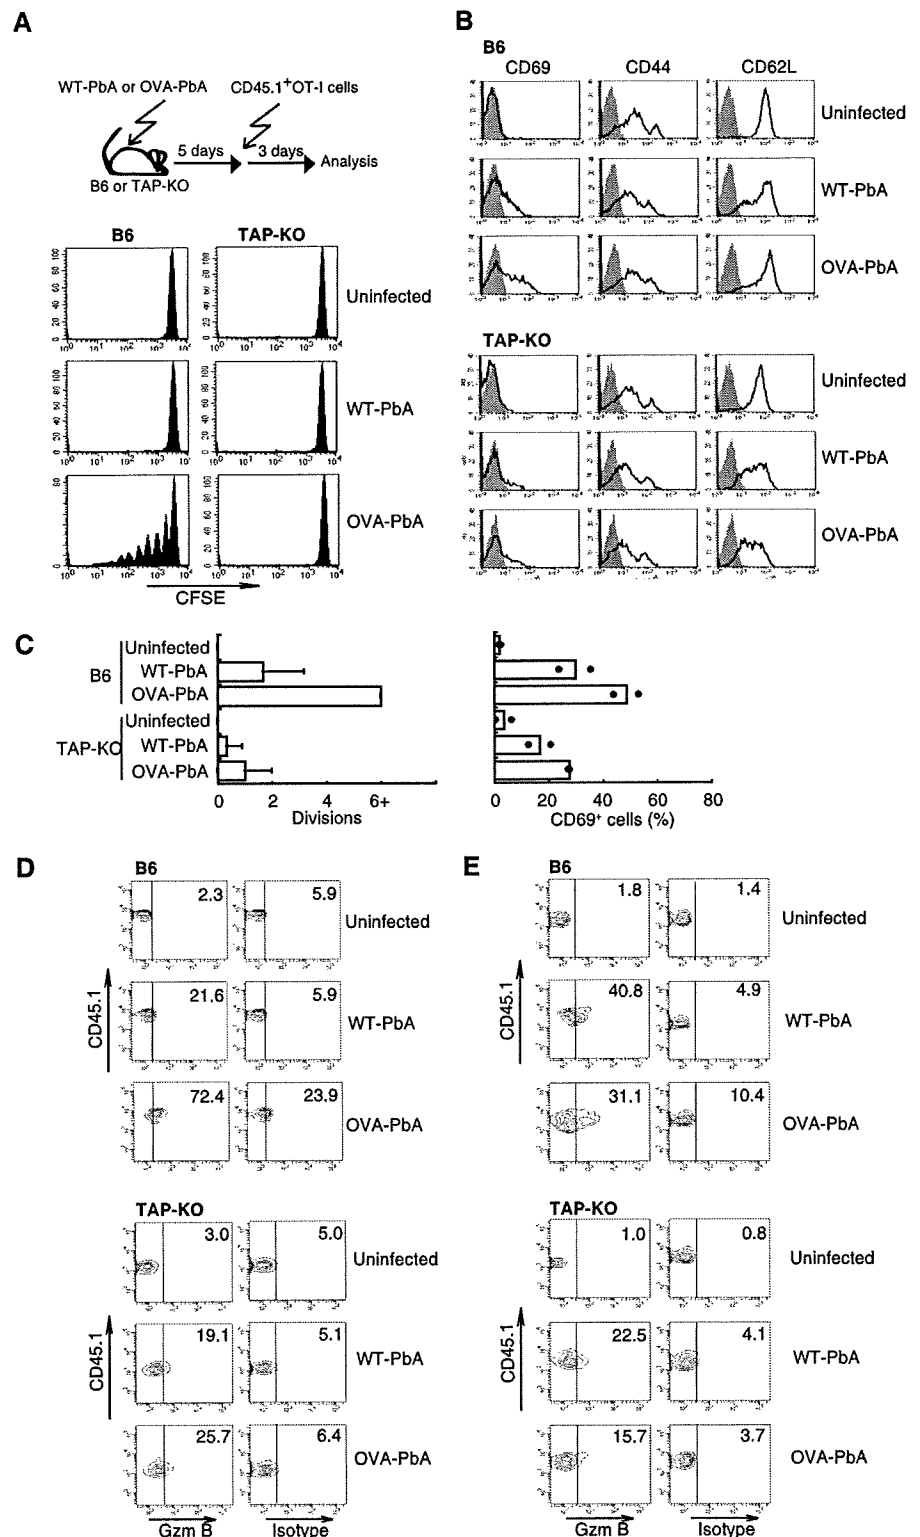 A
WT-PbA or OVA-PbA
CD45.1+OT-I cells
5 days
3 days
Analysis
B6 or TAP-KO
B6
TAP-KO
Uninfected
WT-PbA
OVA-PbA
CFSE
B
B6
CD69
CD44
CD62L
Uninfected
WT-PbA
OVA-PbA
TAP-KO
Uninfected
WT-PbA
OVA-PbA
C
B6
Uninfected
WT-PbA
OVA-PbA
TAP-KO
Uninfected
WT-PbA
OVA-PbA
0 2 4 6+
Divisions
0 20 40 60 80
CD69+ cells (%)
D
B6
2.3
5.9
Uninfected
21.6
5.9
WT-PbA
72.4
23.9
OVA-PbA
CD45.1
TAP-KO
3.0
5.0
Uninfected
19.1
5.1
WT-PbA
25.7
6.4
OVA-PbA
CD45.1
Gzm B
Isotype
E
B6
1.8
1.4
Uninfected
40.8
4.9
WT-PbA
31.1
10.4
OVA-PbA
CD45.1
TAP-KO
1.0
0.8
Uninfected
22.5
4.1
WT-PbA
15.7
3.7
OVA-PbA
CD45.1
Gzm B
Isotype